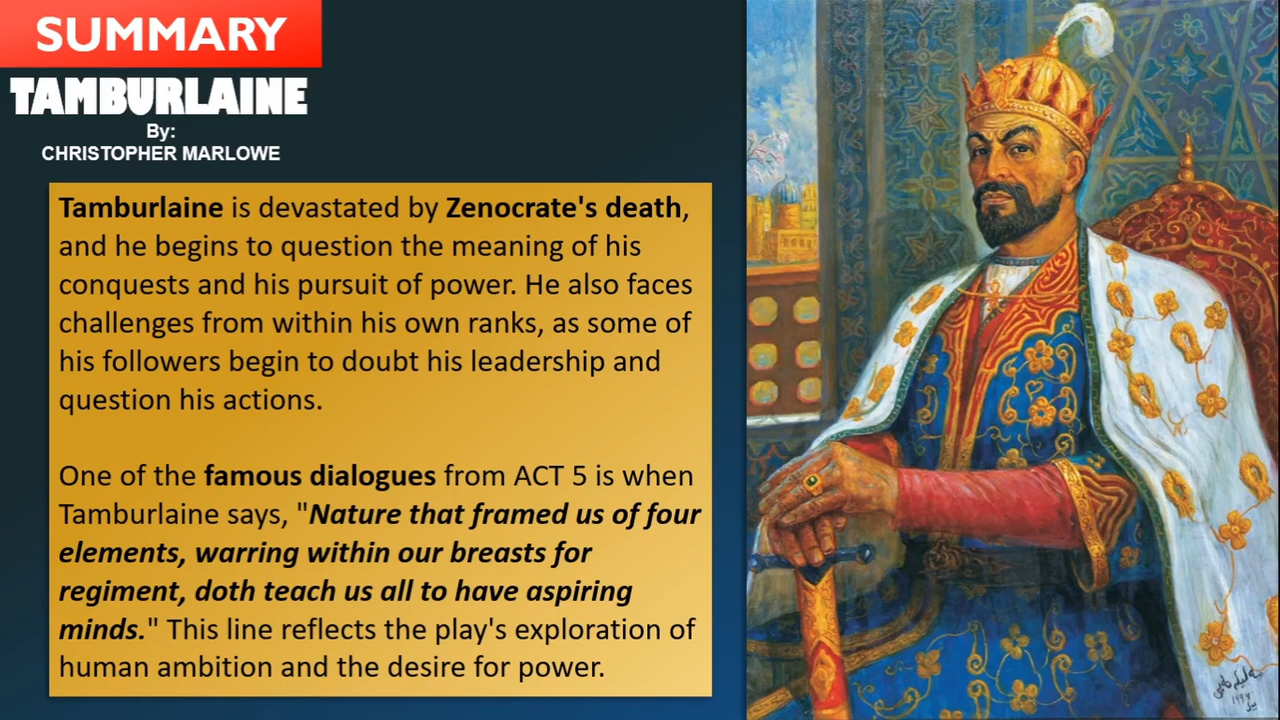 SUMMARY
TAMBURLAINE
By:
CHRISTOPHER MARLOWE
Tamburlaine is devastated by Zenocrate's death,
and he begins to question the meaning of his
conquests and his pursuit of power. He also faces
challenges from within his own ranks, as some of
his followers begin to doubt his leadership and
question his actions.
One of the famous dialogues from ACT 5 is when
Tamburlaine says, "Nature that framed us of four
elements, warring within our breasts for
regiment, doth teach us all to have aspiring
minds." This line reflects the play's exploration of
human ambition and the desire for power.